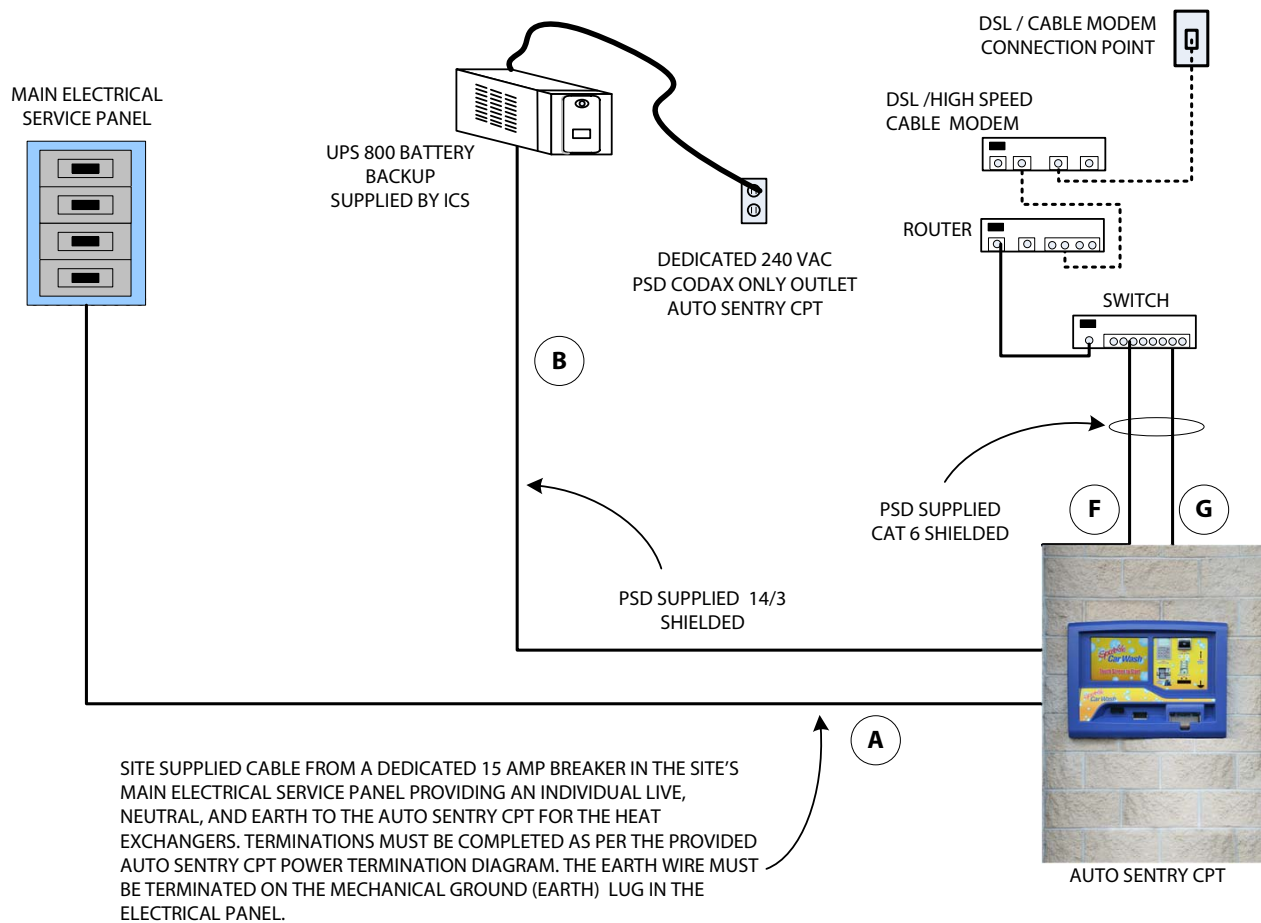 DSL / CABLE MODEM
CONNECTION POINT
MAIN ELECTRICAL
SERVICE PANEL
DSL /HIGH SPEED
CABLE MODEM
UPS 800 BATTERY
BACKUP
SUPPLIED BY ICS
ROUTER
DEDICATED 240 VAC
PSD CODAX ONLY OUTLET
AUTO SENTRY CPT
SWITCH
B
PSD SUPPLIED
CAT 6 SHIELDED
F
G
PSD SUPPLIED 14/3
SHIELDED
Car Wash
Car Wash
A
SITE SUPPLIED CABLE FROM A DEDICATED 15 AMP BREAKER IN THE SITE'S
MAIN ELECTRICAL SERVICE PANEL PROVIDING AN INDIVIDUAL LIVE,
NEUTRAL, AND EARTH TO THE AUTO SENTRY CPT FOR THE HEAT
EXCHANGERS. TERMINATIONS MUST BE COMPLETED AS PER THE PROVIDED
AUTO SENTRY CPT POWER TERMINATION DIAGRAM. THE EARTH WIRE MUST
BE TERMINATED ON THE MECHANICAL GROUND (EARTH) LUG IN THE
ELECTRICAL PANEL.
AUTO SENTRY CPT